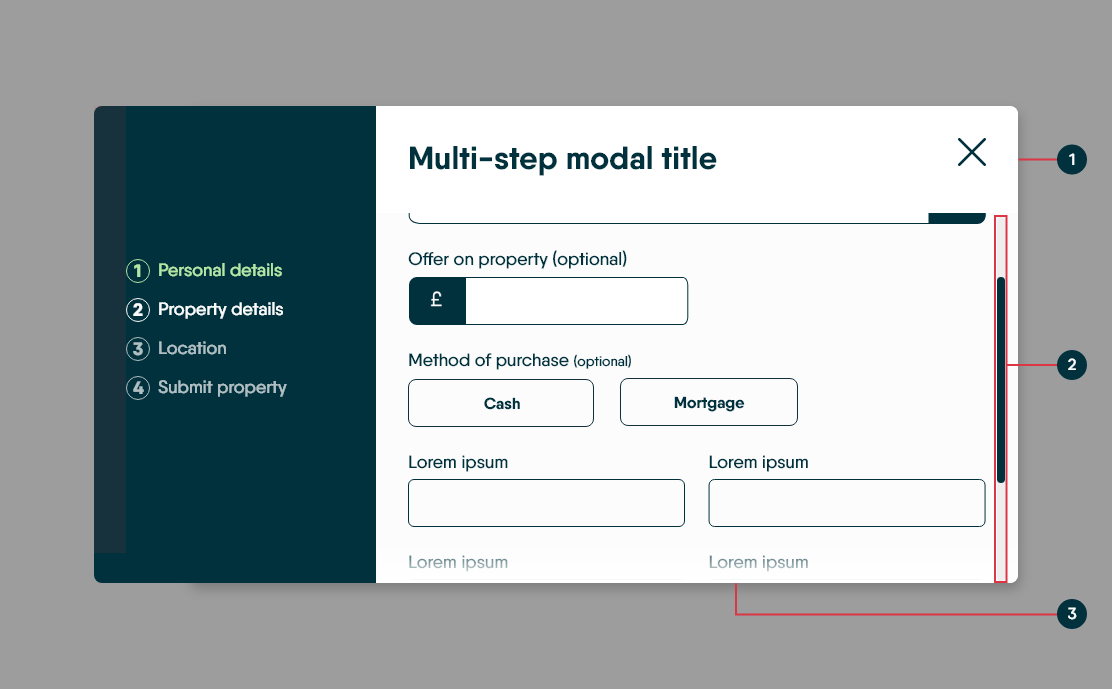 Multi-step modal title
1
1 Personal details
2 Property details
3 Location
4 Submit property
Offer on property (optional)
£
Method of purchase (optional)
Cash Mortgage
2
Lorem ipsum Lorem ipsum
Lorem ipsum Lorem ipsum
3